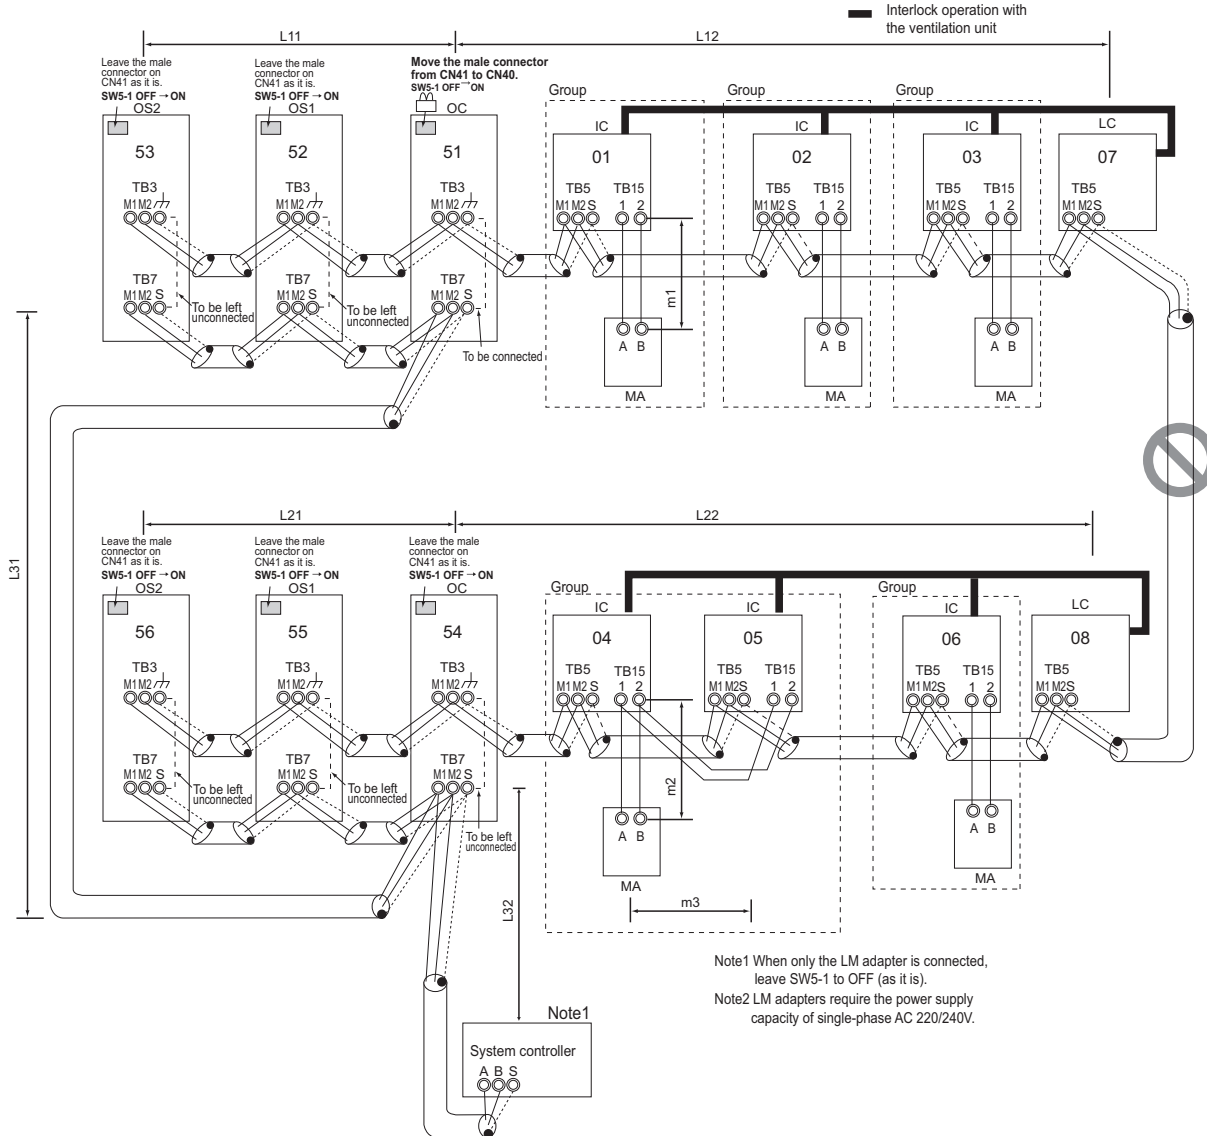 Interlock operation with
the ventilation unit
L11
L12
Leave the male
connector on
CN41 as it is.
SW5-1 OFF → ON
OS2
Leave the male
connector on
CN41 as it is.
SW5-1 OFF → ON
OS1
Move the male connector
from CN41 to CN40.
SW5-1 OFF → ON
OC
Group
Group
Group
IC
IC
IC
LC
53
52
51
01
02
03
07
TB3
TB3
TB3
TB5
TB15
TB5
TB15
TB5
TB15
TB5
M1 M2
M1 M2
M1 M2
M1 M2 S
1 2
M1 M2 S
1 2
M1 M2 S
1 2
M1 M2 S
TB7
TB7
TB7
M1 M2 S
M1 M2 S
M1 M2 S
To be left
unconnected
To be left
unconnected
To be connected
m1
A B
A B
A B
MA
MA
MA
L31
L21
L22
Leave the male
connector on
CN41 as it is.
SW5-1 OFF → ON
OS2
Leave the male
connector on
CN41 as it is.
SW5-1 OFF → ON
OS1
Leave the male
connector on
CN41 as it is.
SW5-1 OFF → ON
OC
Group
Group
IC
IC
IC
LC
56
55
54
04
05
06
08
TB3
TB3
TB3
TB5
TB15
TB5
TB15
TB5
TB15
TB5
M1 M2
M1 M2
M1 M2
M1 M2 S
1 2
M1 M2S
1 2
M1 M2S
1 2
M1 M2S
TB7
TB7
TB7
M1 M2 S
M1 M2 S
M1 M2 S
To be left
unconnected
To be left
unconnected
To be left
unconnected
m2
A B
A B
MA
MA
m3
L32
Note1 When only the LM adapter is connected,
leave SW5-1 to OFF (as it is).
Note2 LM adapters require the power supply
capacity of single-phase AC 220/240V.
Note1
System controller
A B S